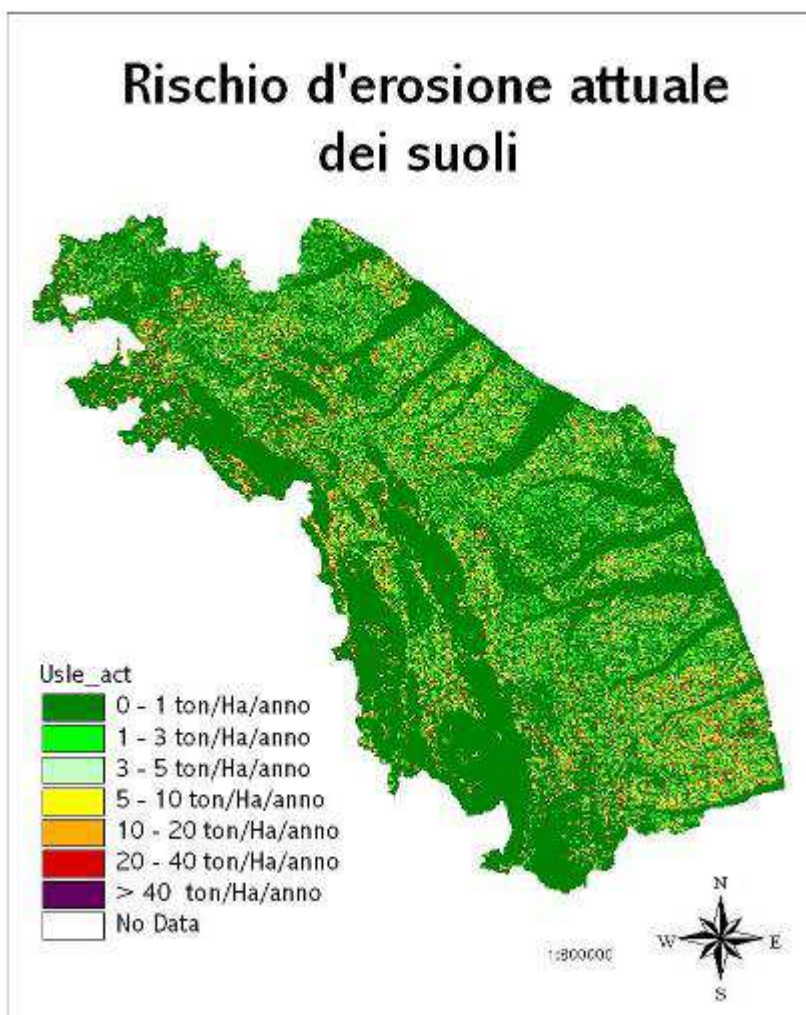 Rischio d'erosione attuale
dei suoli
Usle_act
0 - 1 ton/Ha/anno
1 - 3 ton/Ha/anno
3 - 5 ton/Ha/anno
5 - 10 ton/Ha/anno
10 - 20 ton/Ha/anno
20 - 40 ton/Ha/anno
> 40 ton/Ha/anno
No Data
1:800000
N
W E
S